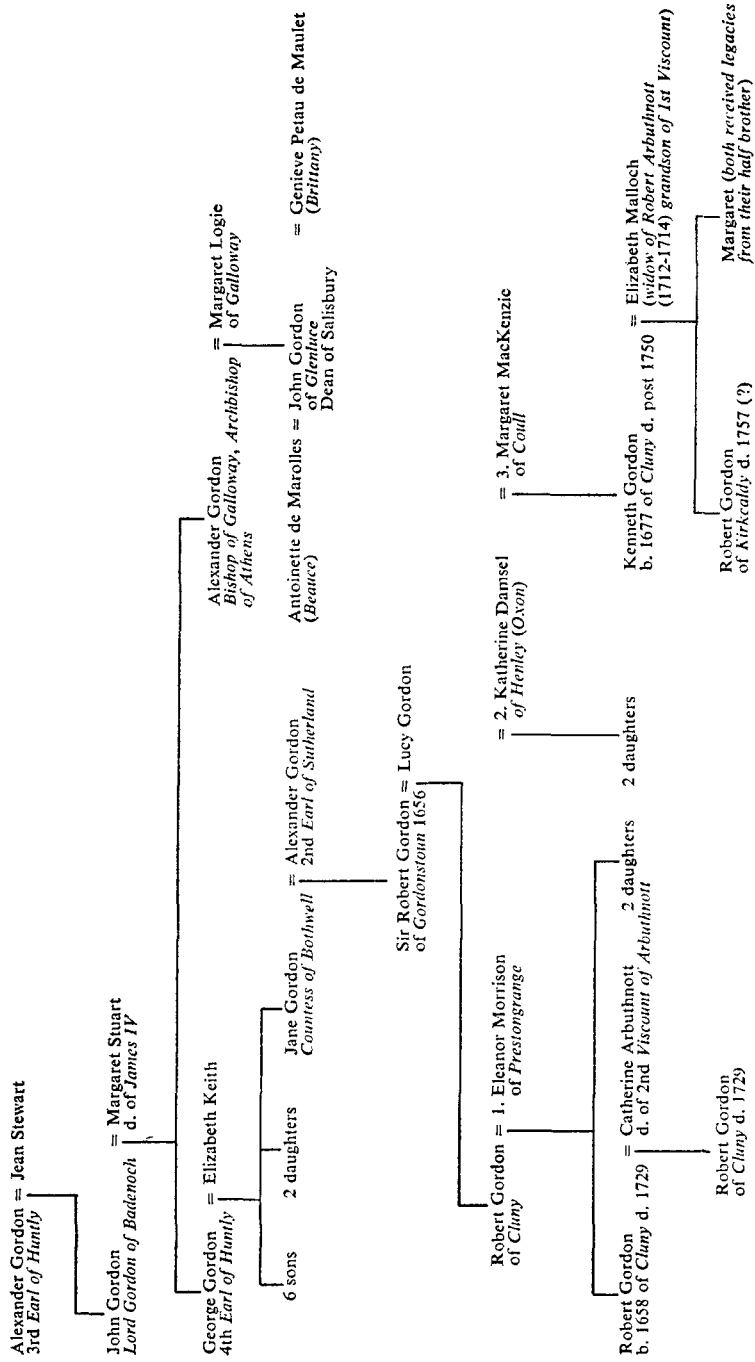 Alexander Gordon = Jean Stewart
3rd Earl of Huntly
John Gordon = Margaret Stuart
Lord Gordon of Badenoch d. of James IV
George Gordon = Elizabeth Keith
4th Earl of Huntly
Alexander Gordon = Margaret Logie
Bishop of Galloway, Archbishop of Galloway
of Athens
6 sons 2 daughters Jane Gordon = Alexander Gordon
Countess of Bothwell 2nd Earl of Sutherland
Antoinette de Marolles = John Gordon = Genieve Petau de Maulet
(Beauce) of Glenluce (Brittany)
Dean of Salisbury
Sir Robert Gordon = Lucy Gordon
of Gordonstoun 1656
Robert Gordon = 1. Eleanor Morrison = 2. Katherine Damsel = 3. Margaret MacKenzie
of Cluny of Prestongrange of Henley (Oxon) of Coull
Robert Gordon = Catherine Arbuthnott 2 daughters
b. 1658 of Cluny d. 1729 d. of 2nd Viscount of Arbuthnott
2 daughters
Kenneth Gordon = Elizabeth Malloch
b. 1677 of Cluny d. post 1750 (widow of Robert Arbuthnott
(1712-1714) grandson of 1st Viscount)
Robert Gordon
of Cluny d. 1729
Robert Gordon Margaret (both received legacies
of Kirkcaldy d. 1757 (?) from their half brother)